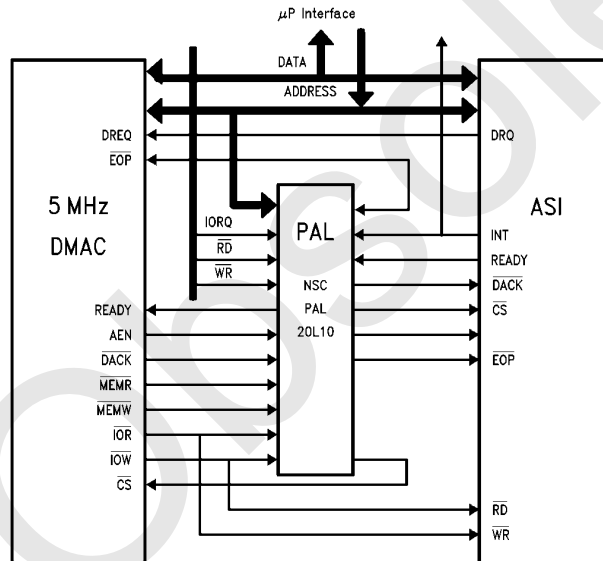 μP Interface
DATA
ADDRESS
DREQ
DRQ
EOP
5 MHz
DMAC
PAL
ASI
IORQ
INT
RD
READY
WR
NSC
DACK
READY
PAL
CS
AEN
20L10
DACK
EOP
MEMR
MEMW
IOR
IOW
CS
RD
WR
Obsolete